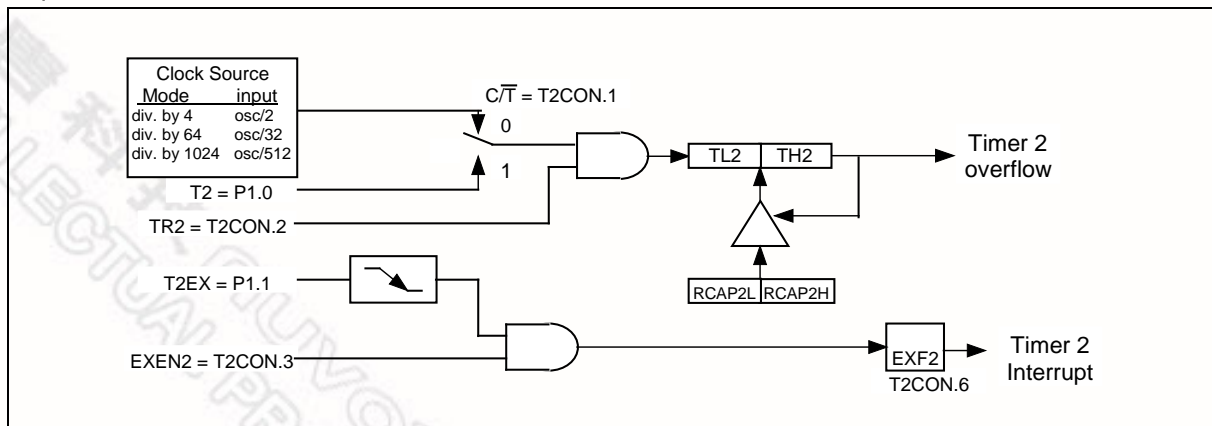 Clock Source
Mode input
div. by 4 osc/2
div. by 64 osc/32
div. by 1024 osc/512
C/T̅ = T2CON.1
0
1
T2 = P1.0
TR2 = T2CON.2
TL2 TH2
Timer 2
overflow
RCAP2L RCAP2H
T2EX = P1.1
EXEN2 = T2CON.3
EXF2
T2CON.6
Timer 2
Interrupt